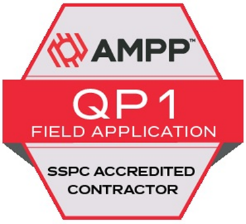 AMPP™
QP 1
FIELD APPLICATION
SSPC ACCREDITED
CONTRACTOR